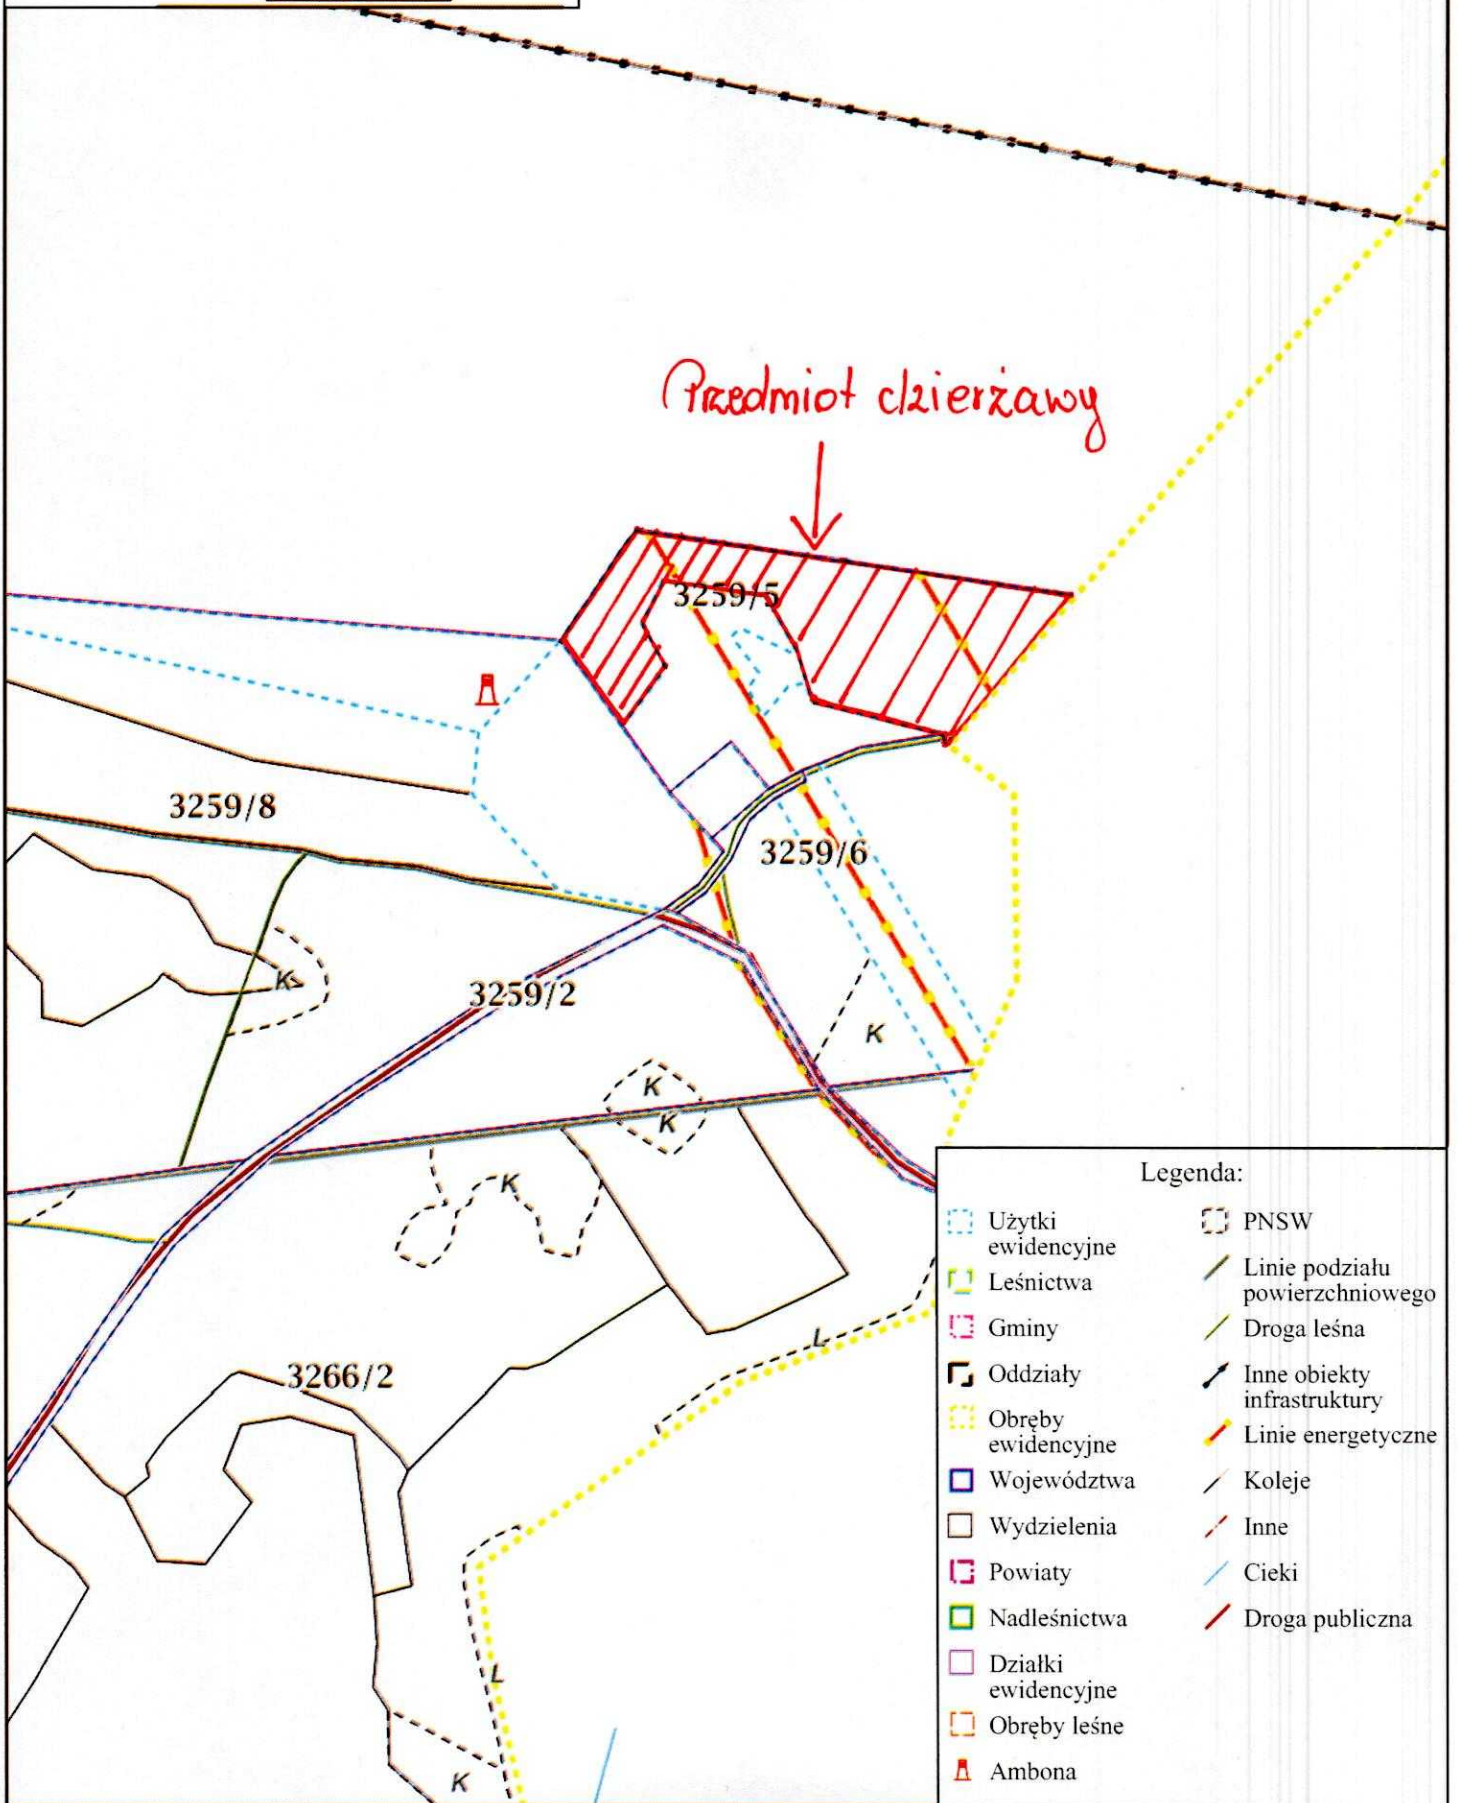 Przedmiot dzierżawy
3259/5
3259/8
3259/6
K
3259/2
K
K
K
K
3266/2
L
L
K
Legenda:
Użytki
ewidencyjne
Leśnictwa
Gminy
Oddziały
Obręby
ewidencyjne
Województwa
Wydzielenia
Powiaty
Nadleśnictwa
Działki
ewidencyjne
Obręby leśne
Ambona
PNSW
Linie podziału
powierzchniowego
Droga leśna
Inne obiekty
infrastruktury
Linie energetyczne
Koleje
Inne
Cieki
Droga publiczna